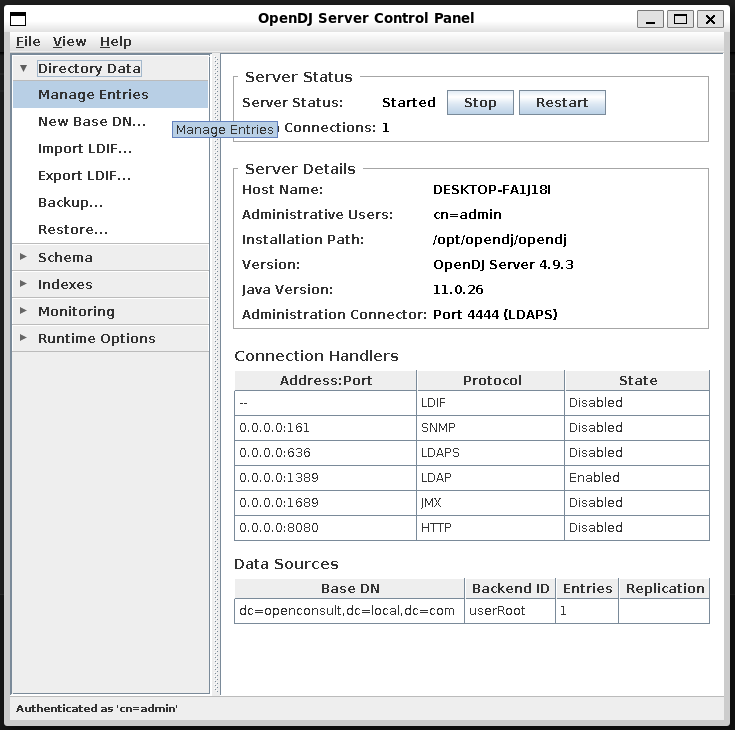 OpenDJ Server Control Panel
File View Help
Directory Data
Manage Entries
New Base DN...
Import LDIF...
Export LDIF...
Backup...
Restore...
Schema
Indexes
Monitoring
Runtime Options
Manage Entries
Server Status
Server Status: Started Stop Restart
Connections: 1
Server Details
Host Name: DESKTOP-FA1J18I
Administrative Users: cn=admin
Installation Path: /opt/opendj/opendj
Version: OpenDJ Server 4.9.3
Java Version: 11.0.26
Administration Connector: Port 4444 (LDAPS)
Connection Handlers
Address:Port Protocol State
-- LDIF Disabled
0.0.0.0:161 SNMP Disabled
0.0.0.0:636 LDAPS Disabled
0.0.0.0:1389 LDAP Enabled
0.0.0.0:1689 JMX Disabled
0.0.0.0:8080 HTTP Disabled
Data Sources
Base DN Backend ID Entries Replication
dc=openconsult,dc=local,dc=com userRoot 1
Authenticated as 'cn=admin'